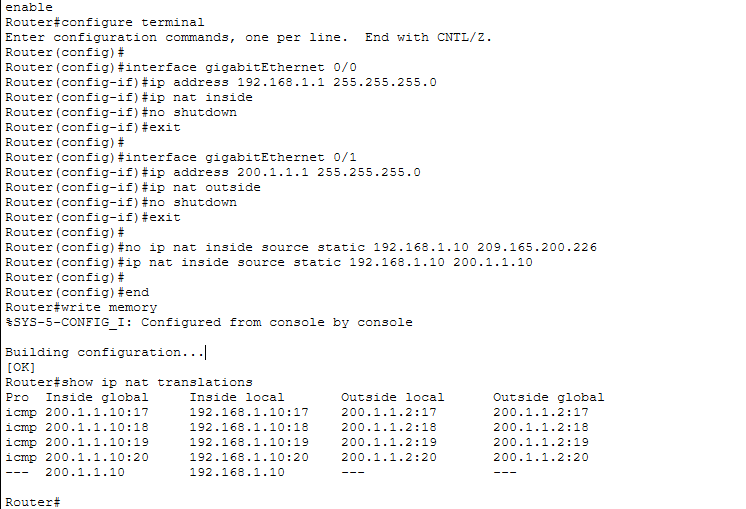 enable
Router#configure terminal
Enter configuration commands, one per line.  End with CNTL/Z.
Router(config)#
Router(config)#interface gigabitEthernet 0/0
Router(config-if)#ip address 192.168.1.1 255.255.255.0
Router(config-if)#ip nat inside
Router(config-if)#no shutdown
Router(config-if)#exit
Router(config)#
Router(config)#interface gigabitEthernet 0/1
Router(config-if)#ip address 200.1.1.1 255.255.255.0
Router(config-if)#ip nat outside
Router(config-if)#no shutdown
Router(config-if)#exit
Router(config)#
Router(config)#no ip nat inside source static 192.168.1.10 209.165.200.226
Router(config)#ip nat inside source static 192.168.1.10 200.1.1.10
Router(config)#
Router(config)#end
Router#write memory
%SYS-5-CONFIG_I: Configured from console by console
Building configuration...
[OK]
Router#show ip nat translations
Pro  Inside global     Inside local       Outside local      Outside global
icmp 200.1.1.10:17     192.168.1.10:17    200.1.1.2:17       200.1.1.2:17
icmp 200.1.1.10:18     192.168.1.10:18    200.1.1.2:18       200.1.1.2:18
icmp 200.1.1.10:19     192.168.1.10:19    200.1.1.2:19       200.1.1.2:19
icmp 200.1.1.10:20     192.168.1.10:20    200.1.1.2:20       200.1.1.2:20
---  200.1.1.10        192.168.1.10       ---                ---
Router#